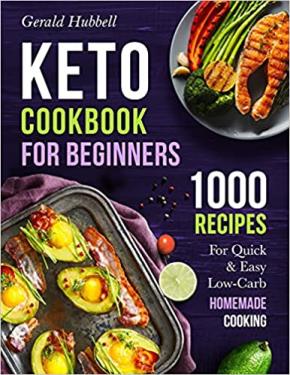 Gerald Hubbell
KETO
COOKBOOK
FOR BEGINNERS
1000
RECIPES
For Quick
& Easy
Low-Carb
HOMEMADE
COOKING